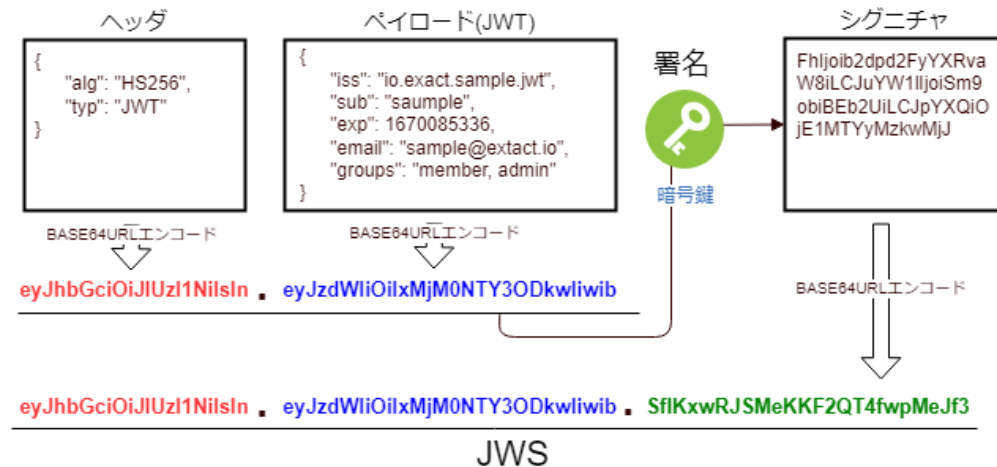 ヘッダ
{
"alg": "HS256",
"typ": "JWT"
}
BASE64URLエンコード
ペイロード(JWT)
{
"iss": "io.exact.sample.jwt",
"sub": "saumple",
"exp": 1670085336,
"email": "sample@extact.io",
"groups": "member, admin"
}
BASE64URLエンコード
署名
暗号鍵
シグニチャ
FhIjoib2dpd2FyYXRva
W8iLCJuYW1lIjoiSm9
obiBEb2UiLCJpYXQiO
jE1MTYyMzkwMjJ
BASE64URLエンコード
eyJhbGciOiJIUzI1NiIsIn . eyJzdWIiOiIxMjM0NTY3ODkwIiwib
eyJhbGciOiJIUzI1NiIsIn . eyJzdWIiOiIxMjM0NTY3ODkwIiwib . SflKxwRJSMeKKF2QT4fwpMeJf3
JWS